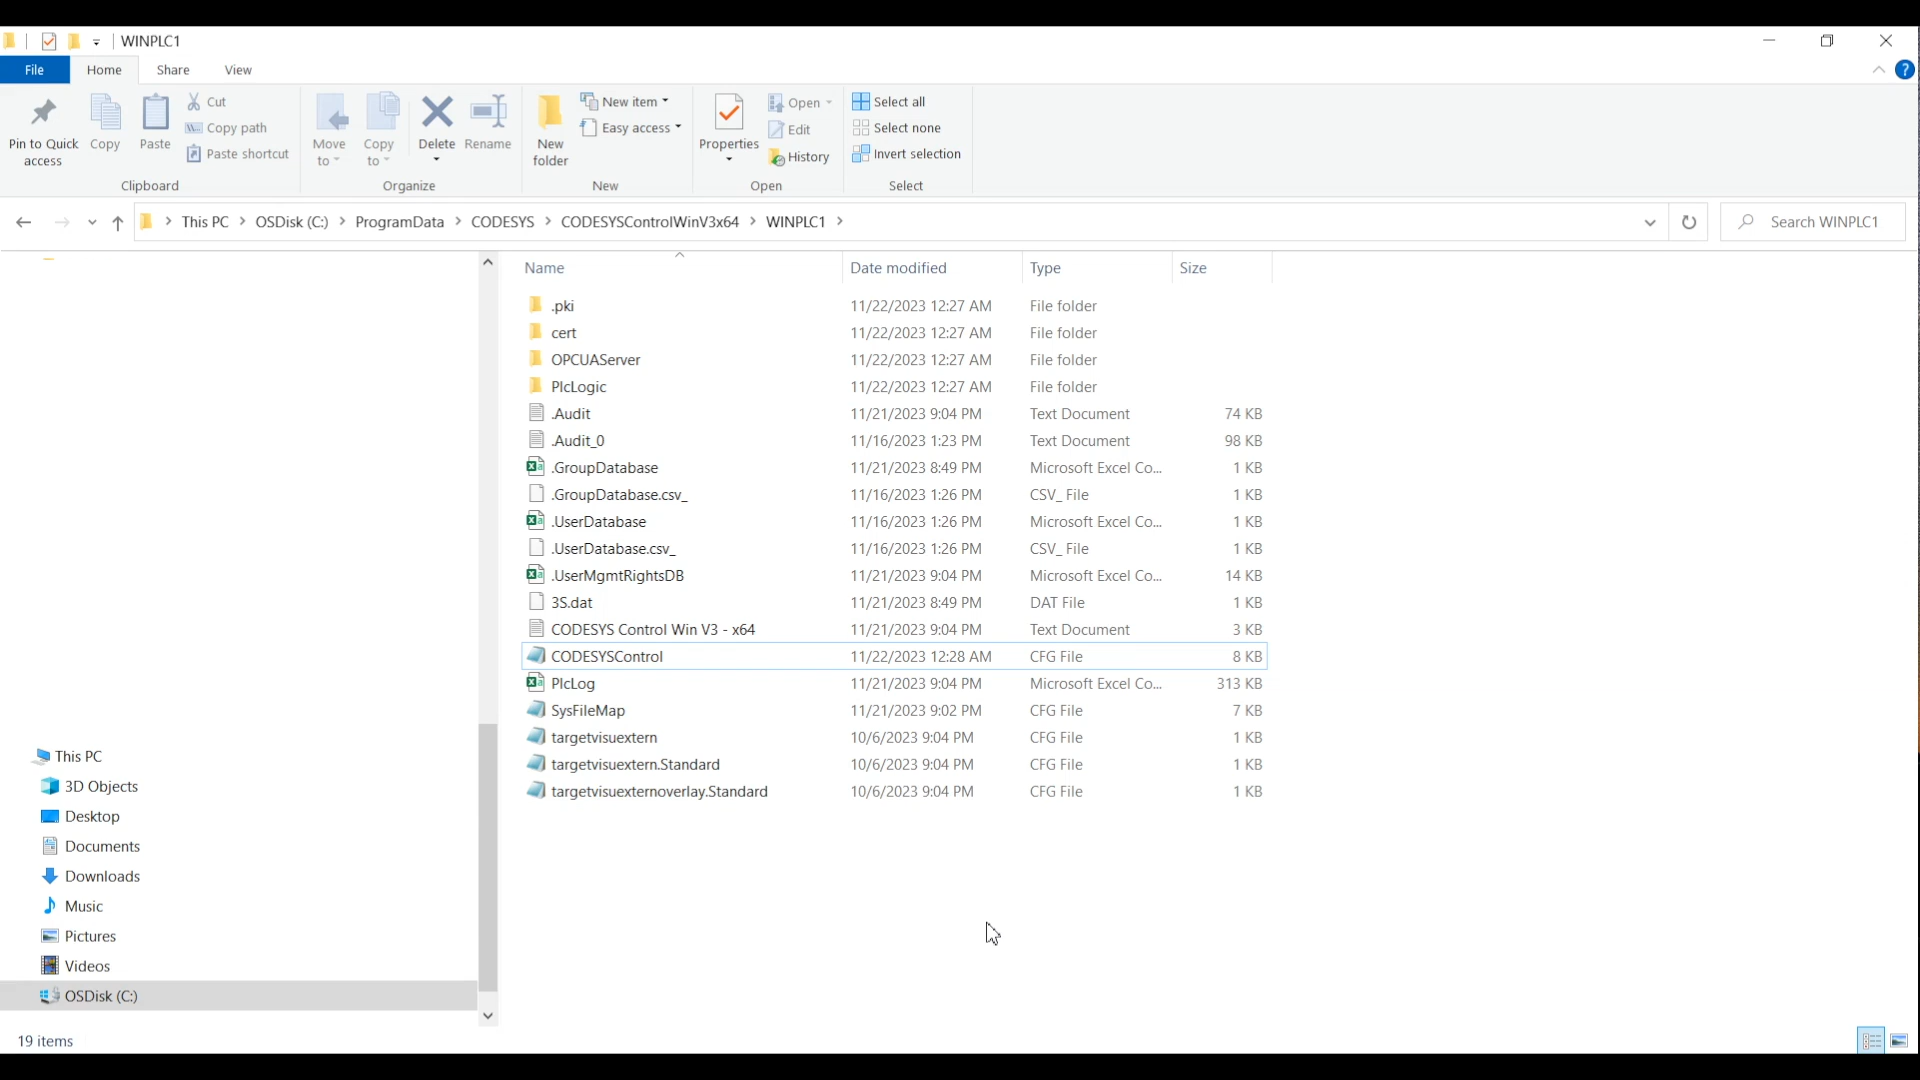 WINPLC1
File Home Share View
Pin to Quick access
Copy
Paste
Cut
Copy path
Paste shortcut
Clipboard
Move to
Copy to
Delete
Rename
Organize
New folder
New item
Easy access
New
Properties
Open
Edit
History
Open
Select all
Select none
Invert selection
Select
This PC OSDisk (C:) ProgramData CODESYS CODESYSControlWinV3x64 WINPLC1
Search WINPLC1
Name Date modified Type Size
.pki 11/22/2023 12:27 AM File folder
cert 11/22/2023 12:27 AM File folder
OPCUAServer 11/22/2023 12:27 AM File folder
PlcLogic 11/22/2023 12:27 AM File folder
.Audit 11/21/2023 9:04 PM Text Document 74 KB
.Audit_0 11/16/2023 1:23 PM Text Document 98 KB
.GroupDatabase 11/21/2023 8:49 PM Microsoft Excel Co... 1 KB
.GroupDatabase.csv_ 11/16/2023 1:26 PM CSV_ File 1 KB
.UserDatabase 11/16/2023 1:26 PM Microsoft Excel Co... 1 KB
.UserDatabase.csv_ 11/16/2023 1:26 PM CSV_ File 1 KB
.UserMgmtRightsDB 11/21/2023 9:04 PM Microsoft Excel Co... 14 KB
3S.dat 11/21/2023 8:49 PM DAT File 1 KB
CODESYS Control Win V3 - x64 11/21/2023 9:04 PM Text Document 3 KB
CODESYSControl 11/22/2023 12:28 AM CFG File 8 KB
PlcLog 11/21/2023 9:04 PM Microsoft Excel Co... 313 KB
SysFileMap 11/21/2023 9:02 PM CFG File 7 KB
targetvisuextern 10/6/2023 9:04 PM CFG File 1 KB
targetvisuextern.Standard 10/6/2023 9:04 PM CFG File 1 KB
targetvisuexternoverlay.Standard 10/6/2023 9:04 PM CFG File 1 KB
This PC
3D Objects
Desktop
Documents
Downloads
Music
Pictures
Videos
OSDisk (C:)
19 items